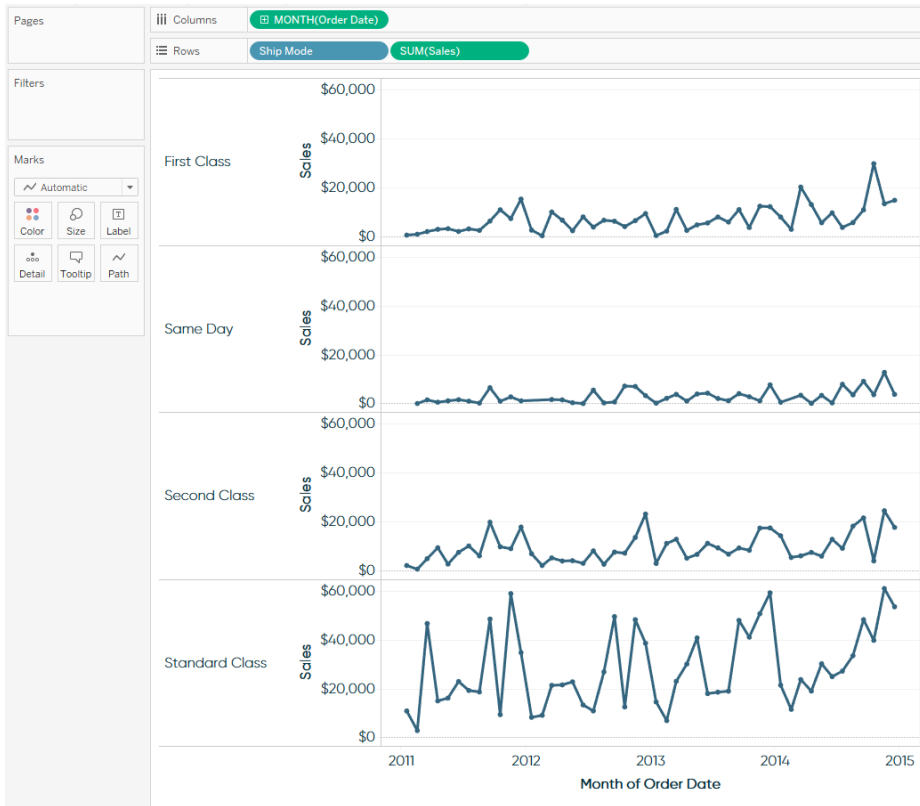 Pages
Columns
MONTH(Order Date)
Rows
Ship Mode
SUM(Sales)
Filters
Marks
Automatic
Color
Size
Label
Detail
Tooltip
Path
First Class
Sales
$60,000
$40,000
$20,000
$0
Same Day
Sales
$60,000
$40,000
$20,000
$0
Second Class
Sales
$60,000
$40,000
$20,000
$0
Standard Class
Sales
$60,000
$40,000
$20,000
$0
2011 2012 2013 2014 2015
Month of Order Date